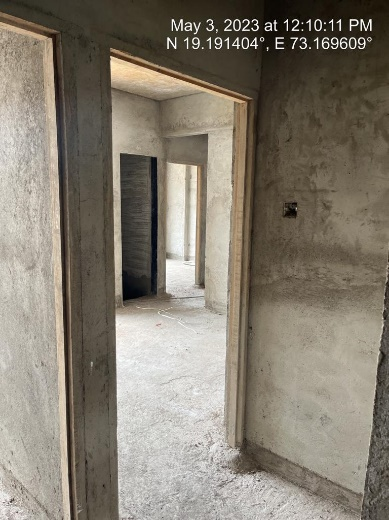 May 3, 2023 at 12:10:11 PM
N 19.191404°, E 73.169609°